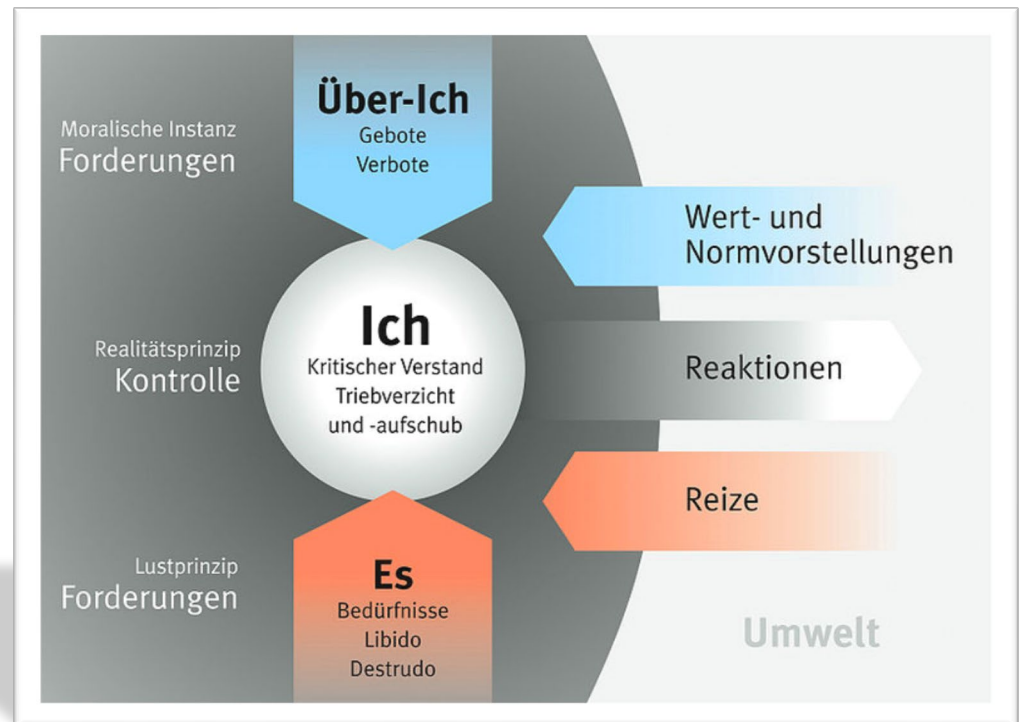 Über-Ich
Gebote
Verbote
Moralische Instanz
Forderungen
Wert- und
Normvorstellungen
Ich
Kritischer Verstand
Triebverzicht
und -aufschub
Realitätsprinzip
Kontrolle
Reaktionen
Reize
Lustprinzip
Forderungen
Es
Bedürfnisse
Libido
Destrudo
Umwelt